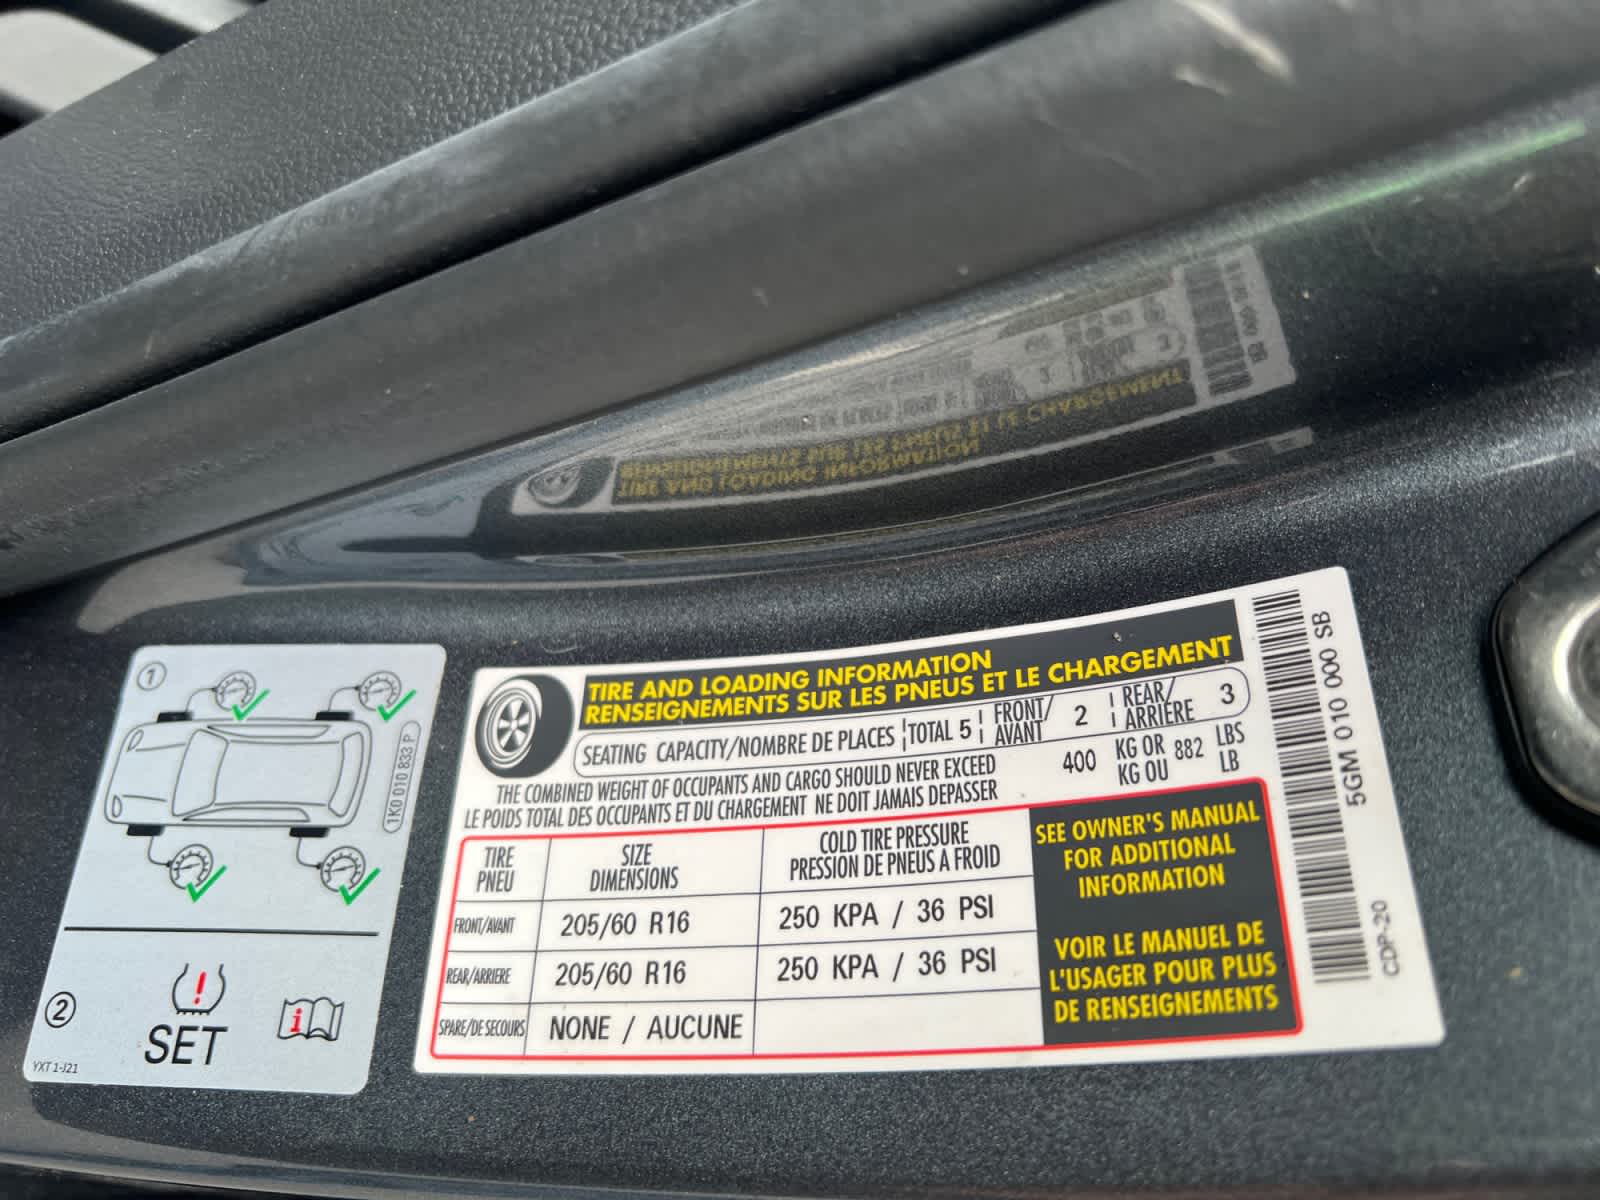 1
1K0 010 833 P
2
!
SET
i
YXT 1-J21
TIRE AND LOADING INFORMATION
RENSEIGNEMENTS SUR LES PNEUS ET LE CHARGEMENT
SEATING CAPACITY/NOMBRE DE PLACES TOTAL 5 FRONT/AVANT 2 REAR/ARRIÈRE 3
THE COMBINED WEIGHT OF OCCUPANTS AND CARGO SHOULD NEVER EXCEED
LE POIDS TOTAL DES OCCUPANTS ET DU CHARGEMENT NE DOIT JAMAIS DEPASSER
400 KG OR 882 LBS
KG OU LB
TIRE PNEU SIZE DIMENSIONS COLD TIRE PRESSURE PRESSION DE PNEUS A FROID
FRONT/AVANT 205/60 R16 250 KPA / 36 PSI
REAR/ARRIERE 205/60 R16 250 KPA / 36 PSI
SPARE/DE SECOURS NONE / AUCUNE
SEE OWNER'S MANUAL
FOR ADDITIONAL
INFORMATION
VOIR LE MANUEL DE
L'USAGER POUR PLUS
DE RENSEIGNEMENTS
5GM 010 000 SB
CDP-20